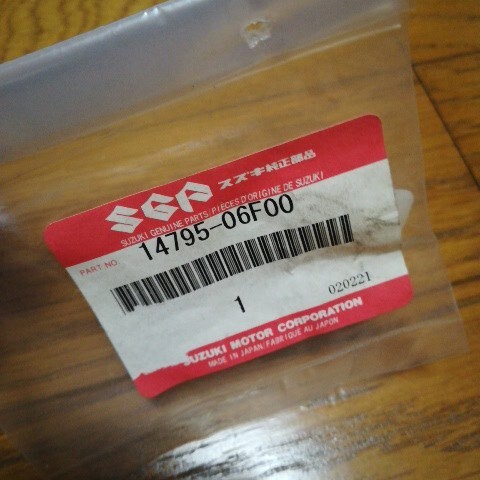 SGP スズキ純正部品
SUZUKI GENUINE PARTS/PIECES D'ORIGINE DE SUZUKI
PART NO. 14795-06F00
1 020221
SUZUKI MOTOR CORPORATION
MADE IN JAPAN/FABRIQUE AU JAPON